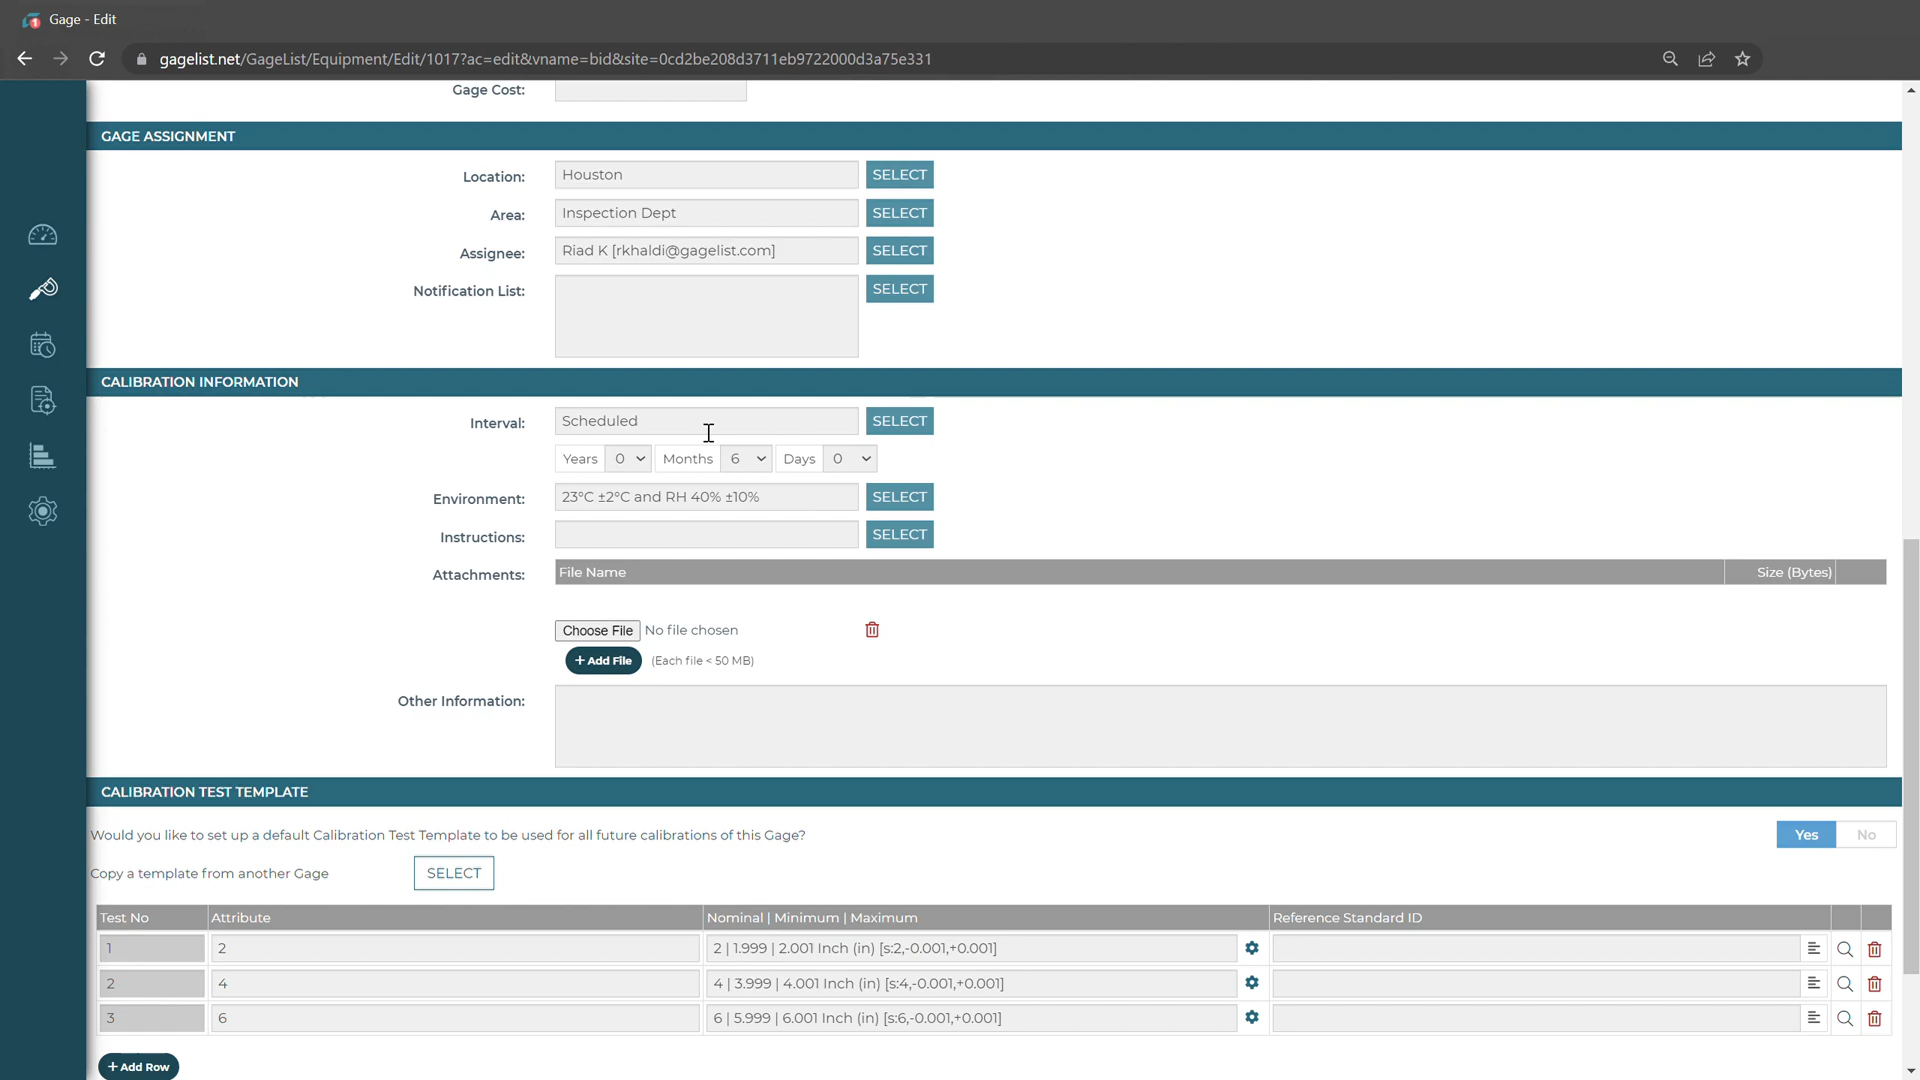 Gage - Edit
gagelist.net/GageList/Equipment/Edit/1017?ac=edit&vname=bid&site=0cd2be208d3711eb9722000d3a75e331
Gage Cost:
GAGE ASSIGNMENT
Location: Houston SELECT
Area: Inspection Dept SELECT
Assignee: Riad K [rkhaldi@gagelist.com] SELECT
Notification List: SELECT
CALIBRATION INFORMATION
Interval: Scheduled SELECT
Years 0 Months 6 Days 0
Environment: 23°C ±2°C and RH 40% ±10% SELECT
Instructions: SELECT
Attachments: File Name Size (Bytes)
Choose File No file chosen
+ Add File (Each file < 50 MB)
Other Information:
CALIBRATION TEST TEMPLATE
Would you like to set up a default Calibration Test Template to be used for all future calibrations of this Gage? Yes No
Copy a template from another Gage SELECT
Test No Attribute Nominal | Minimum | Maximum Reference Standard ID
1 2 2 | 1.999 | 2.001 Inch (in) [s:2,-0.001,+0.001]
2 4 4 | 3.999 | 4.001 Inch (in) [s:4,-0.001,+0.001]
3 6 6 | 5.999 | 6.001 Inch (in) [s:6,-0.001,+0.001]
+ Add Row